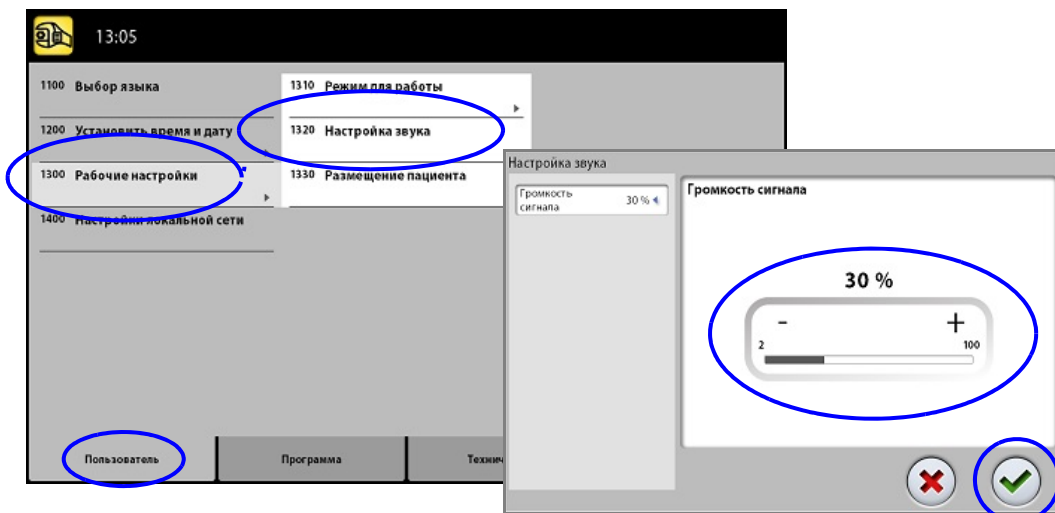 13:05
1100 Выбор языка
1200 Установить время и дату
1300 Рабочие настройки
1400 Настройки локальной сети
1310 Режим для работы
1320 Настройка звука
1330 Размещение пациента
Пользователь
Программа
Технич
Настройка звука
Громкость
сигнала
30 %
Громкость сигнала
30 %
- +
2 100